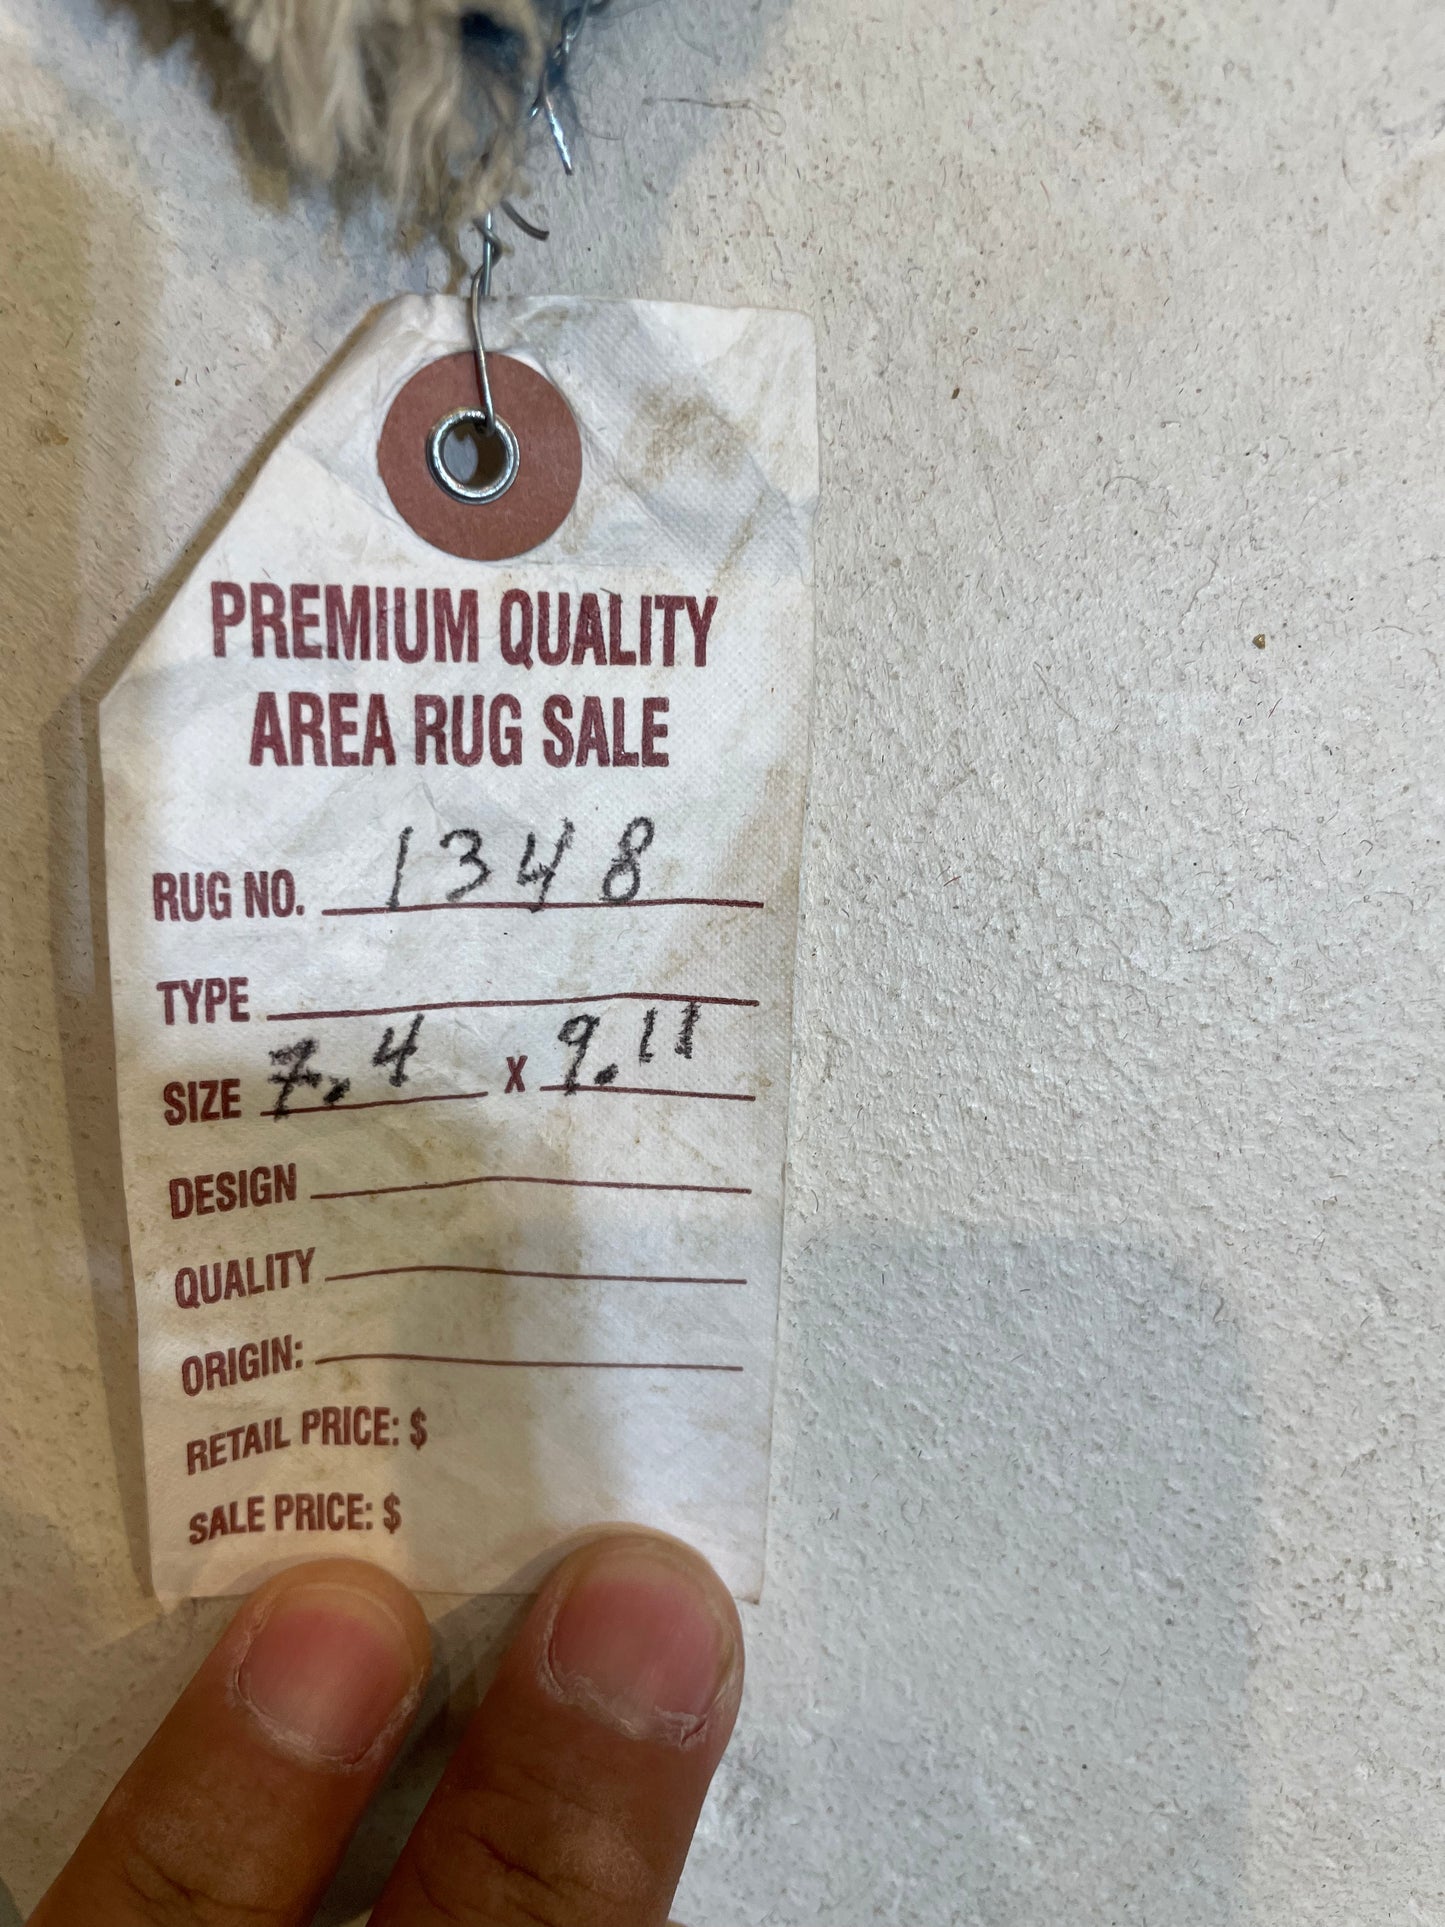 PREMIUM QUALITY
AREA RUG SALE
RUG NO. 1348
TYPE
SIZE 7.4 X 9.11
DESIGN
QUALITY
ORIGIN:
RETAIL PRICE: $
SALE PRICE: $